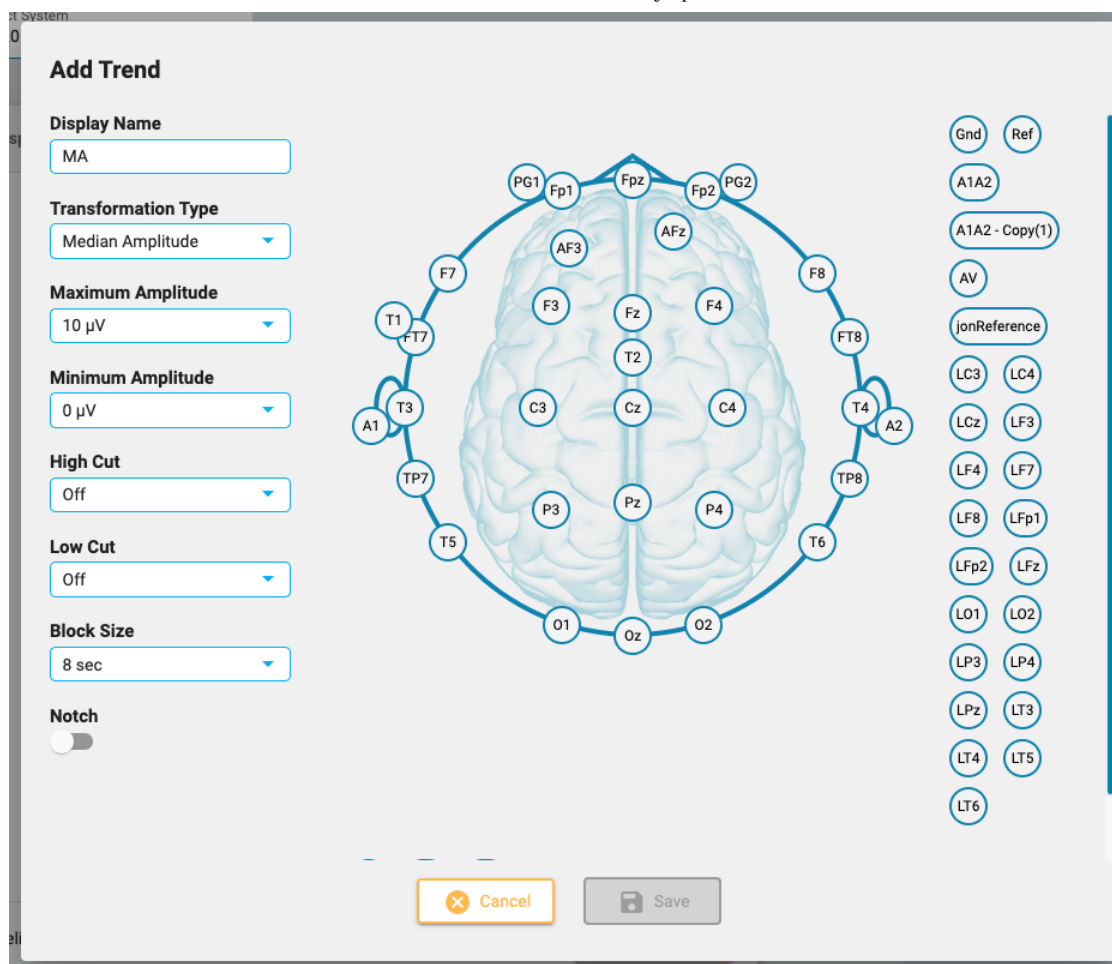 ct System
Add Trend
Display Name
MA
Transformation Type
Median Amplitude
Maximum Amplitude
10 µV
Minimum Amplitude
0 µV
High Cut
Off
Low Cut
Off
Block Size
8 sec
Notch
PG1 Fp1 Fpz Fp2 PG2
AF3 AFz
F7 F8
F3 Fz F4
T1 FT7 FT8
T2
A1 T3 C3 Cz C4 T4 A2
TP7 TP8
P3 Pz P4
T5 T6
O1 Oz O2
Gnd Ref
A1A2
A1A2 - Copy(1)
AV
jonReference
LC3 LC4
LCz LF3
LF4 LF7
LF8 LFp1
LFp2 LFz
LO1 LO2
LP3 LP4
LPz LT3
LT4 LT5
LT6
Cancel Save